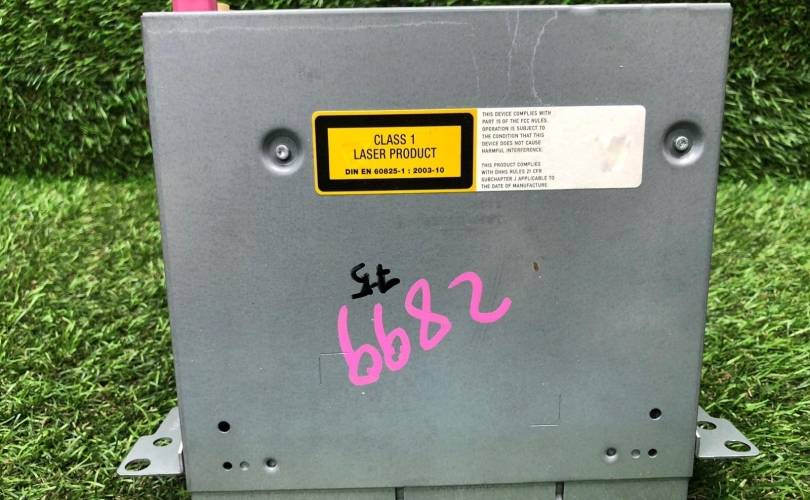 CLASS 1
LASER PRODUCT
DIN EN 60825-1 : 2003-10
THIS DEVICE COMPLIES WITH
PART 15 OF THE FCC RULES.
OPERATION IS SUBJECT TO
THE CONDITION THAT THIS
DEVICE DOES NOT CAUSE
HARMFUL INTERFERENCE.
THIS PRODUCT COMPLIES
WITH DHHS RULES 21 CFR
SUBCHAPTER J APPLICABLE TO
THE DATE OF MANUFACTURE.
2899
75